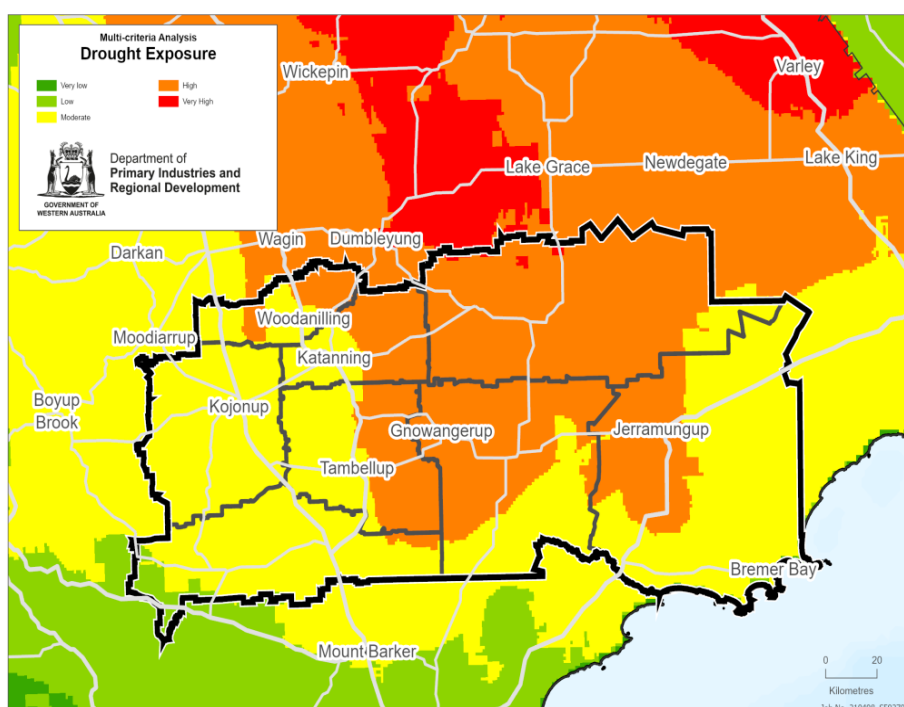 Multi-criteria Analysis
Drought Exposure
Very low
High
Low
Very High
Moderate
Department of
Primary Industries and
Regional Development
GOVERNMENT OF
WESTERN AUSTRALIA
Wickepin
Varley
Lake Grace
Newdegate
Lake King
Darkan
Wagin
Dumbleyung
Moodiarrup
Woodanilling
Katanning
Boyup
Brook
Kojonup
Gnowangerup
Jerramungup
Tambellup
Bremer Bay
Mount Barker
0 20
Kilometres